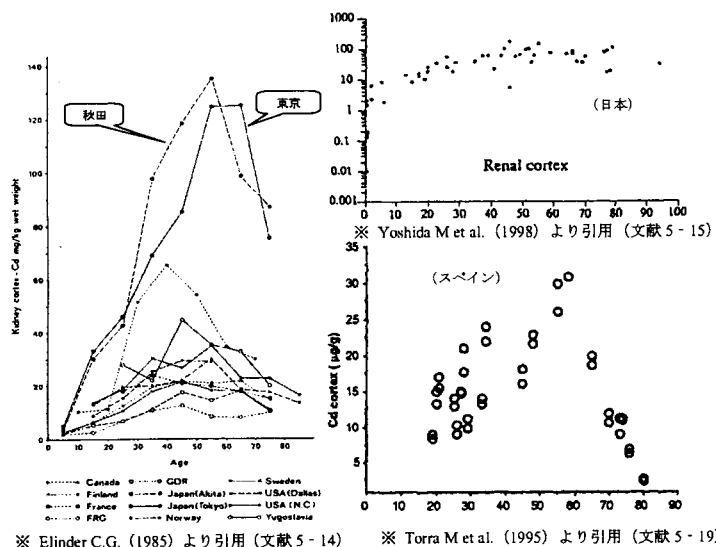 Kidney cortex - Cd mg/kg wet weight
140
120
100
80
60
40
20
0
秋田
東京
0 10 20 30 40 50 60 70 80
Age
Canada GDR Sweden
Finland Japan(Akita) USA(Dallas)
France Japan(Tokyo) USA(N.C)
FRG Norway Yugoslavia
※ Elinder C.G. (1985) より引用 (文献 5-14)
1000
100
10
1
0.1
0.01
0.001
(日本)
Renal cortex
0 10 20 30 40 50 60 70 80 90 100
※ Yoshida M et al. (1998) より引用 (文献 5-15)
Cd cortex (μg/g)
35
30
25
20
15
10
5
(スペイン)
10 20 30 40 50 60 70 80 90
※ Torra M et al. (1995) より引用 (文献 5-19)